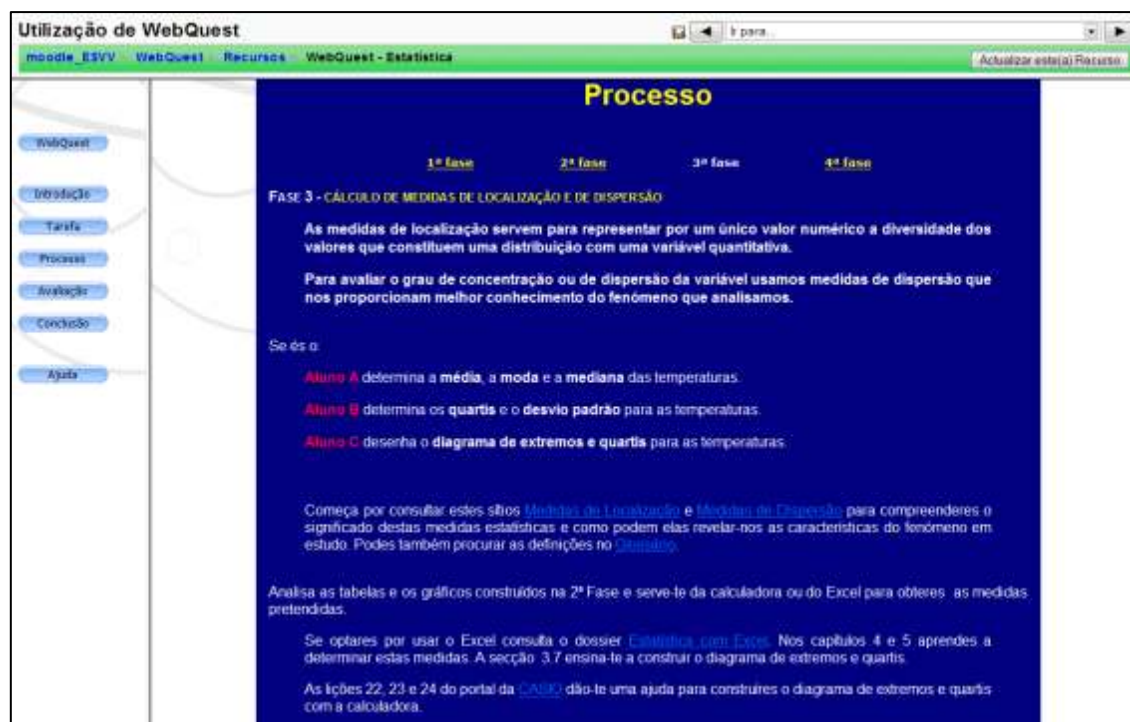 Utilização de WebQuest
Ir para...
moodle_ESVV WebQuest Recursos WebQuest - Estatística
Actualizar este(a) Recurso
Processo
WebQuest
Introdução
Tarefa
Processo
Avaliação
Conclusão
Ajuda
1ª fase 2ª fase 3ª fase 4ª fase
FASE 3 - CÁLCULO DE MEDIDAS DE LOCALIZAÇÃO E DE DISPERSÃO
As medidas de localização servem para representar por um único valor numérico a diversidade dos
valores que constituem uma distribuição com uma variável quantitativa.
Para avaliar o grau de concentração ou de dispersão da variável usamos medidas de dispersão que
nos proporcionam melhor conhecimento do fenómeno que analisamos.
Se és o:
Aluno A determina a média, a moda e a mediana das temperaturas.
Aluno B determina os quartis e o desvio padrão para as temperaturas.
Aluno C desenha o diagrama de extremos e quartis para as temperaturas.
Começa por consultar estes sítios Medidas de Localização e Medidas de Dispersão para compreenderes o
significado destas medidas estatísticas e como podem elas revelar-nos as características do fenómeno em
estudo. Podes também procurar as definições no Glossário.
Analisa as tabelas e os gráficos construídos na 2ª Fase e serve-te da calculadora ou do Excel para obteres as medidas
pretendidas.
Se optares por usar o Excel consulta o dossier Estatística com Excel. Nos capítulos 4 e 5 aprendes a
determinar estas medidas. A secção 3.7 ensina-te a construir o diagrama de extremos e quartis.
As lições 22, 23 e 24 do portal da CASIO dão-te uma ajuda para construíres o diagrama de extremos e quartis
com a calculadora.